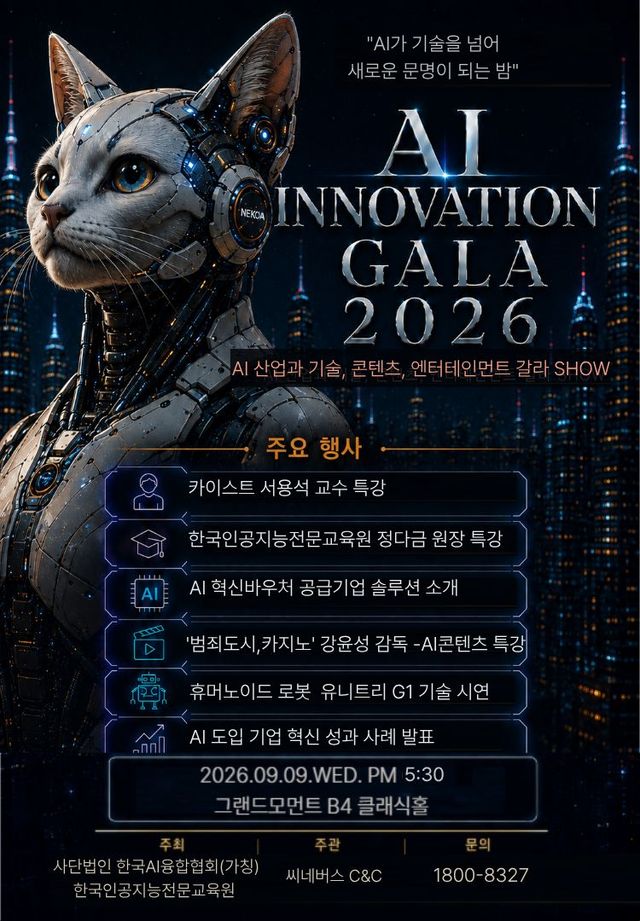 "AI가 기술을 넘어
새로운 문명이 되는 밤"
AI
INNOVATION
GALA
2026
NEKOA
AI 산업과 기술, 콘텐츠, 엔터테인먼트 갈라 SHOW
주요 행사
카이스트 서용석 교수 특강
한국인공지능전문교육원 정다금 원장 특강
AI
AI 혁신바우처 공급기업 솔루션 소개
'범죄도시,카지노' 강윤성 감독 -AI콘텐츠 특강
휴머노이드 로봇 유니트리 G1 기술 시연
AI 도입 기업 혁신 성과 사례 발표
2026.09.09.WED. PM 5:30
그랜드모먼트 B4 클래식홀
주최
사단법인 한국AI융합협회(가칭)
한국인공지능전문교육원
주관
씨네버스 C&C
문의
1800-8327